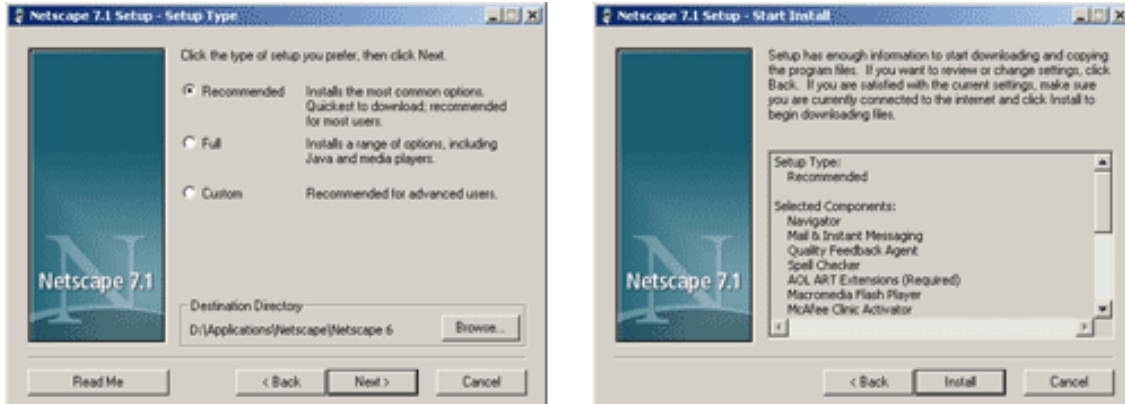 Netscape 7.1 Setup - Setup Type
Click the type of setup you prefer, then click Next.
Recommended Installs the most common options.
Quickest to download; recommended
for most users.
Full Installs a range of options, including
Java and media players.
Custom Recommended for advanced users.
N
Netscape 7.1
Destination Directory
D:\Applications\Netscape\Netscape 6
Browse...
Read Me < Back Next > Cancel
Netscape 7.1 Setup - Start Install
Setup has enough information to start downloading and copying
the program files. If you want to review or change settings, click
Back. If you are satisfied with the current settings, make sure
you are currently connected to the internet and click Install to
begin downloading files.
Setup Type:
Recommended
Selected Components:
Navigator
Mail & Instant Messaging
Quality Feedback Agent
Spell Checker
AOL ART Extensions (Required)
Macromedia Flash Player
McAfee Clinic Activator
N
Netscape 7.1
< Back Install Cancel